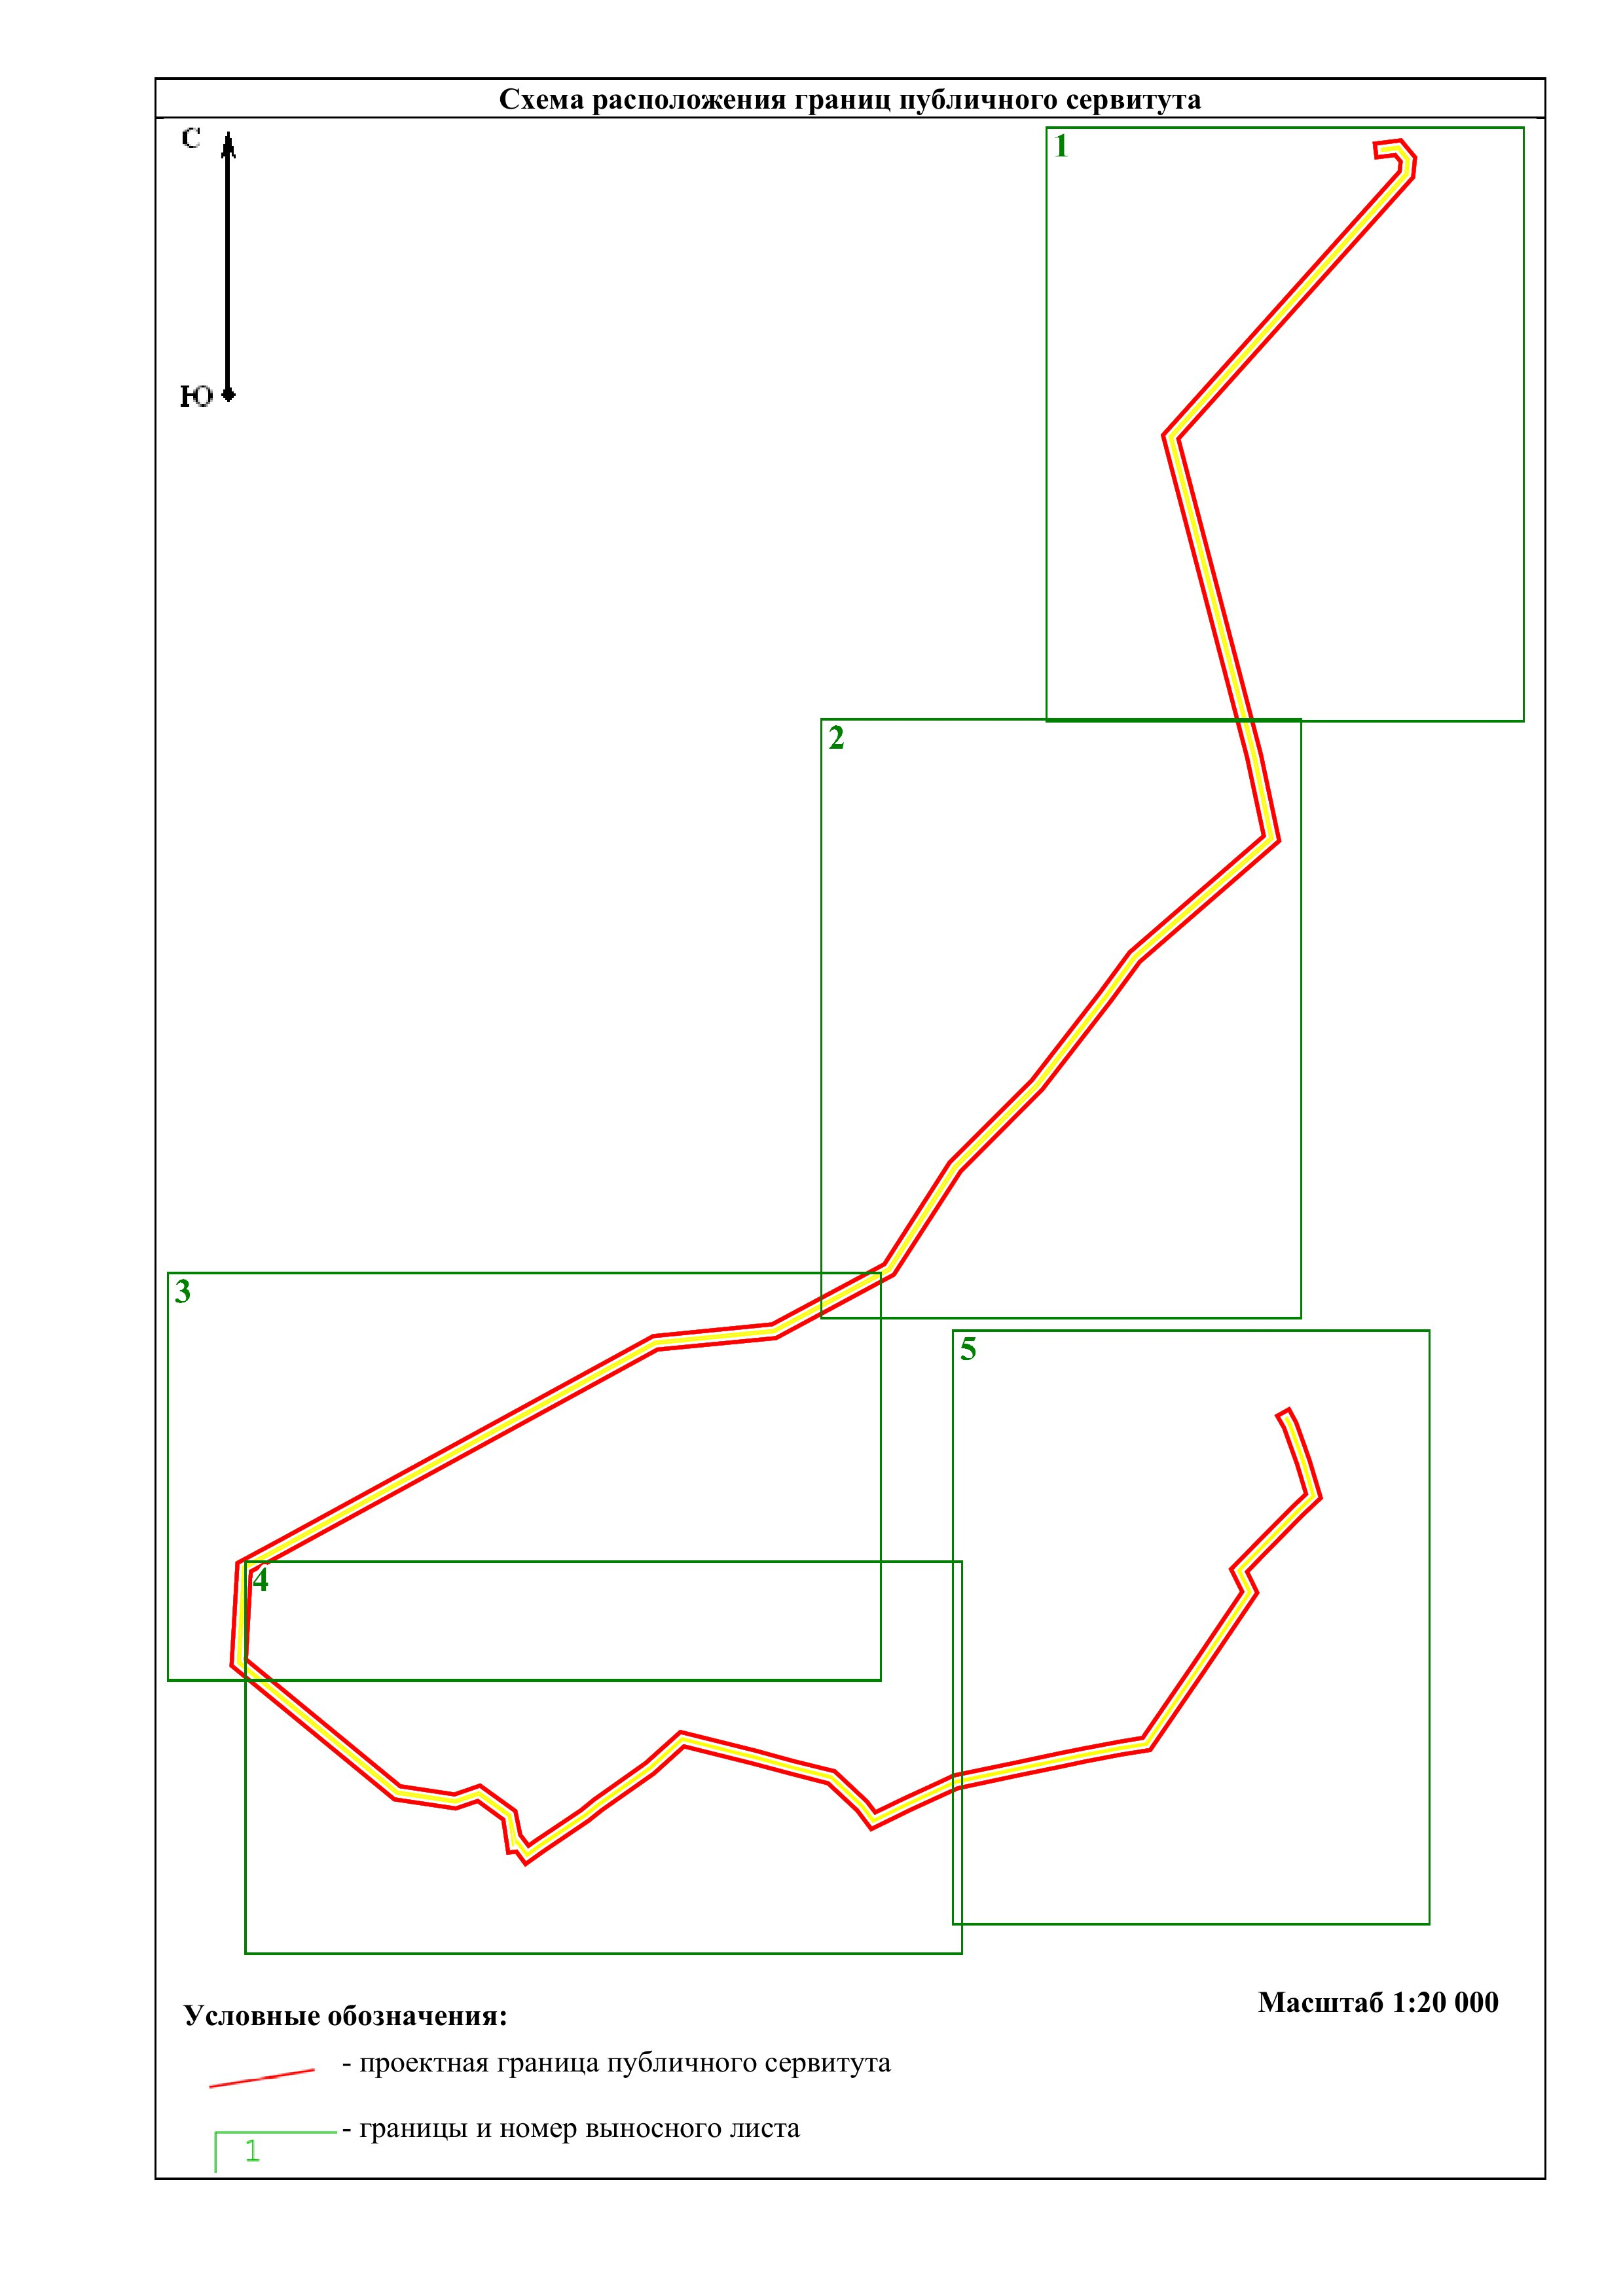 Схема расположения границ публичного сервитута
С
1
Ю
2
3
5
4
Масштаб 1:20 000
Условные обозначения:
- проектная граница публичного сервитута
- границы и номер выносного листа
1